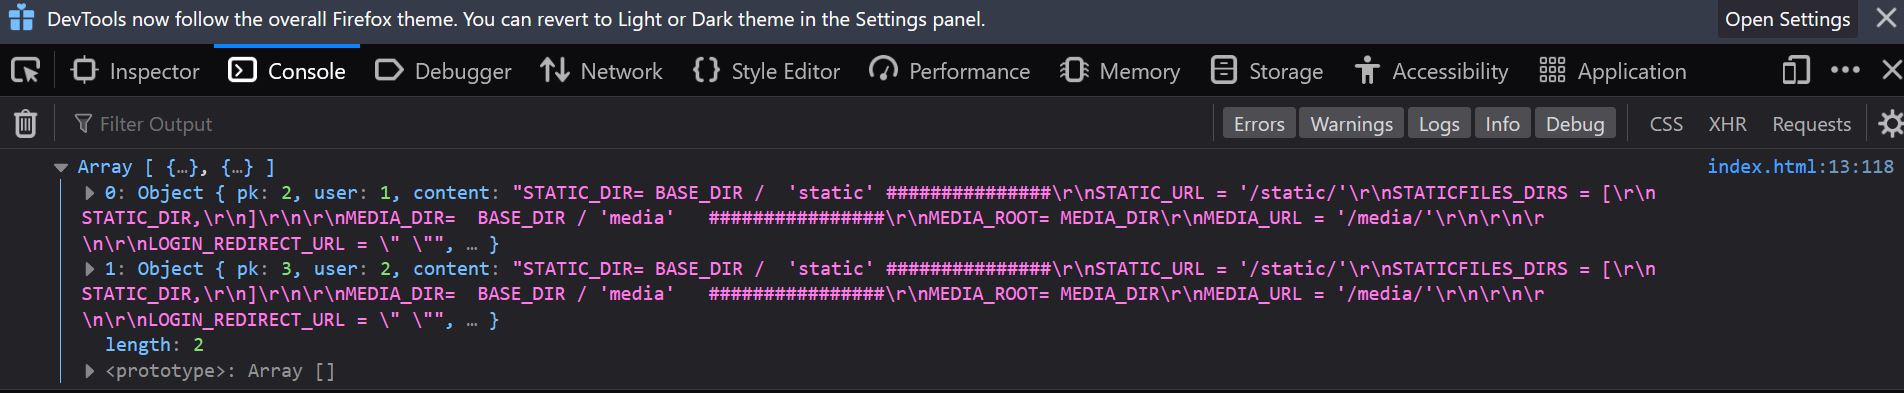 DevTools now follow the overall Firefox theme. You can revert to Light or Dark theme in the Settings panel. Open Settings
Inspector Console Debugger Network Style Editor Performance Memory Storage Accessibility Application
Filter Output Errors Warnings Logs Info Debug CSS XHR Requests
Array [ {…}, {…} ] index.html:13:118
0: Object { pk: 2, user: 1, content: "STATIC_DIR= BASE_DIR /  'static' ###############\r\nSTATIC_URL = '/static/'\r\nSTATICFILES_DIRS = [\r\n
STATIC_DIR,\r\n]\r\n\r\nMEDIA_DIR=  BASE_DIR / 'media'   ################\r\nMEDIA_ROOT= MEDIA_DIR\r\nMEDIA_URL = '/media/'\r\n\r\n\r
\n\r\nLOGIN_REDIRECT_URL = \" \"", … }
1: Object { pk: 3, user: 2, content: "STATIC_DIR= BASE_DIR /  'static' ###############\r\nSTATIC_URL = '/static/'\r\nSTATICFILES_DIRS = [\r\n
STATIC_DIR,\r\n]\r\n\r\nMEDIA_DIR=  BASE_DIR / 'media'   ################\r\nMEDIA_ROOT= MEDIA_DIR\r\nMEDIA_URL = '/media/'\r\n\r\n\r
\n\r\nLOGIN_REDIRECT_URL = \" \"", … }
length: 2
<prototype>: Array []